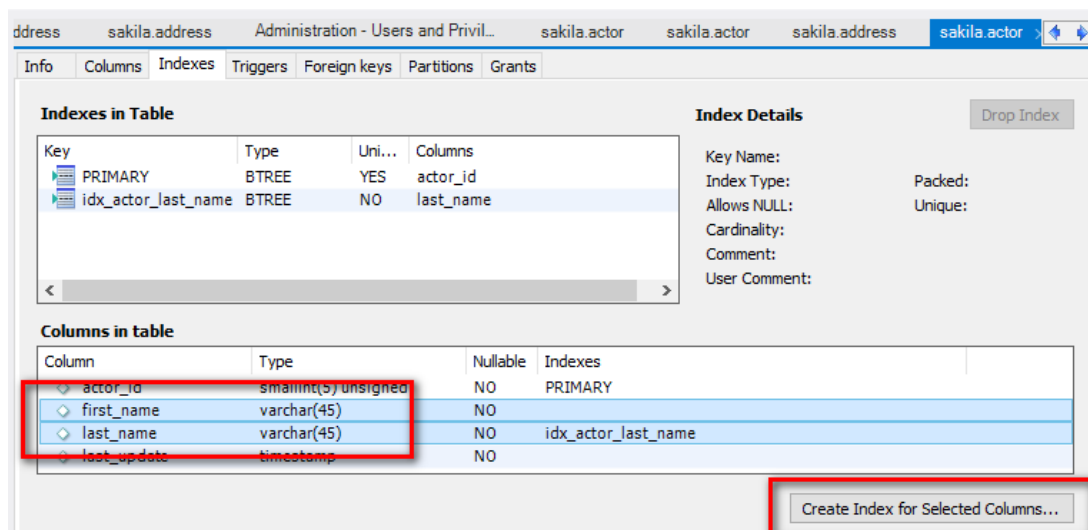 ddress sakila.address Administration - Users and Privil... sakila.actor sakila.actor sakila.address sakila.actor
Info Columns Indexes Triggers Foreign keys Partitions Grants
Indexes in Table
Key Type Uni... Columns
PRIMARY BTREE YES actor_id
idx_actor_last_name BTREE NO last_name
Index Details Drop Index
Key Name:
Index Type: Packed:
Allows NULL: Unique:
Cardinality:
Comment:
User Comment:
Columns in table
Column Type Nullable Indexes
actor_id smallint(5) unsigned NO PRIMARY
first_name varchar(45) NO
last_name varchar(45) NO idx_actor_last_name
last_update timestamp NO
Create Index for Selected Columns...